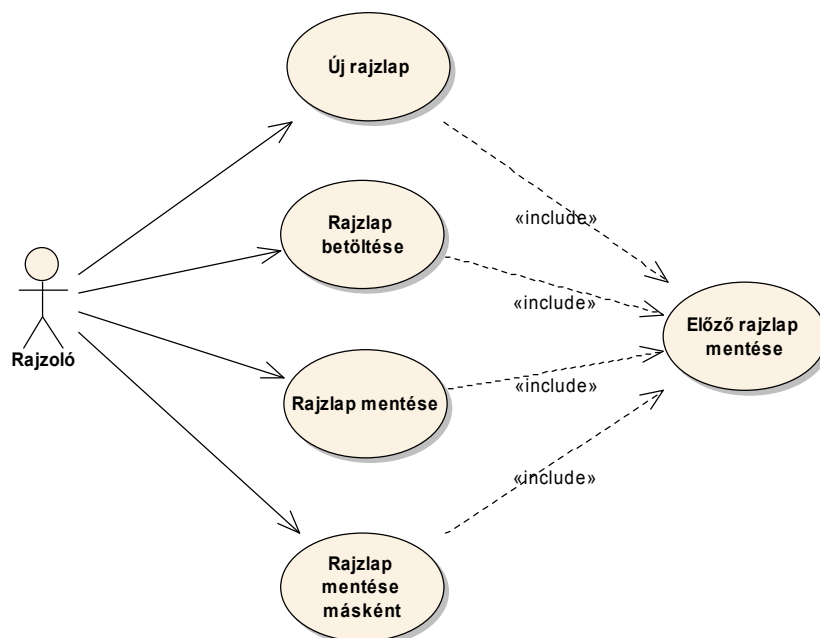 Új rajzlap
Rajzlap
betöltése
Rajzoló
Rajzlap mentése
Rajzlap
mentése
másként
«include»
«include»
«include»
«include»
Előző rajzlap
mentése